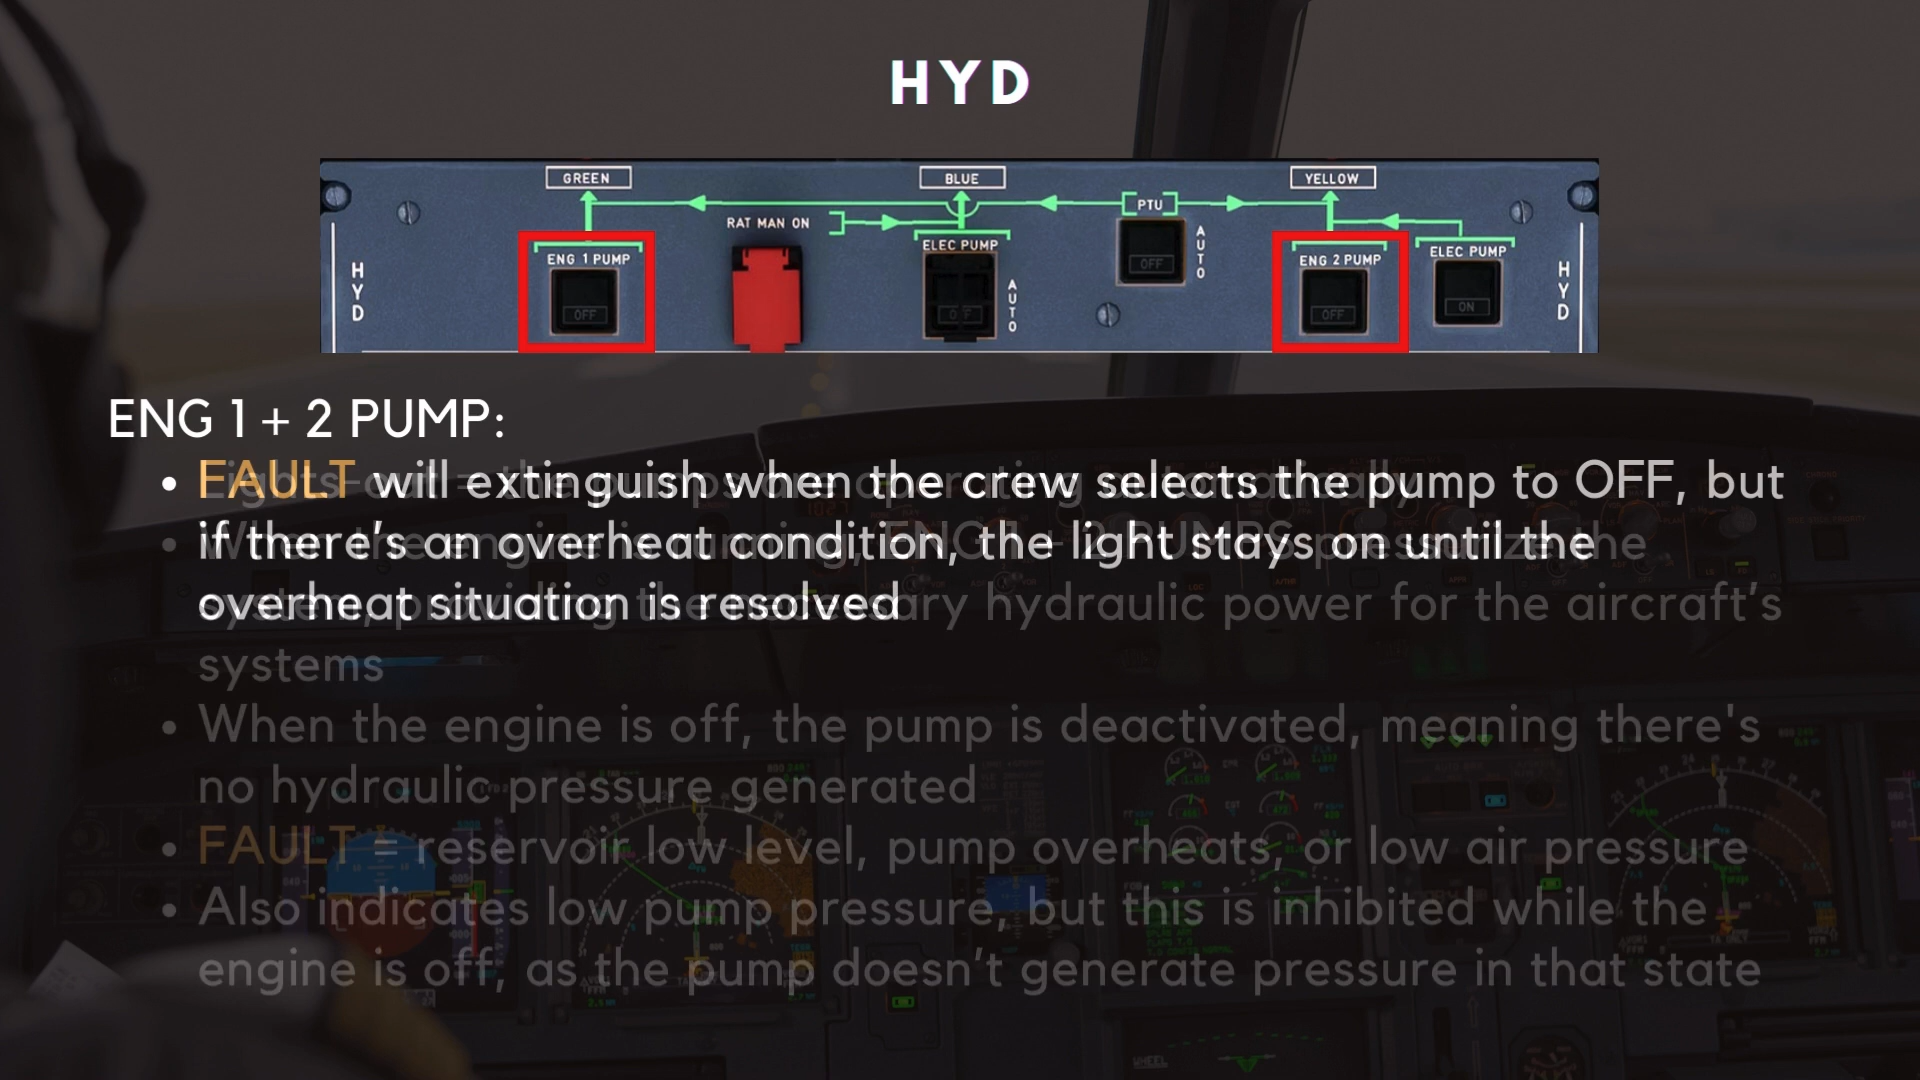 HYD
GREEN
BLUE
YELLOW
PTU
RAT MAN ON
ELEC PUMP
ELEC PUMP
ENG 1 PUMP
ENG 2 PUMP
OFF
OFF
OFF
OFF
ON
AUTO
AUTO
HYD
HYD
ENG 1 + 2 PUMP:
• FAULT will extinguish when the crew selects the pump to OFF, but
if there's an overheat condition, the light stays on until the
overheat situation is resolved
hydraulic power for the aircraft's
systems
• When the engine is off, the pump is deactivated, meaning there's
no hydraulic pressure generated
• FAULT = reservoir low level, pump overheats, or low air pressure
• Also indicates low pump pressure, but this is inhibited while the
engine is off, as the pump doesn't generate pressure in that state
WHEEL